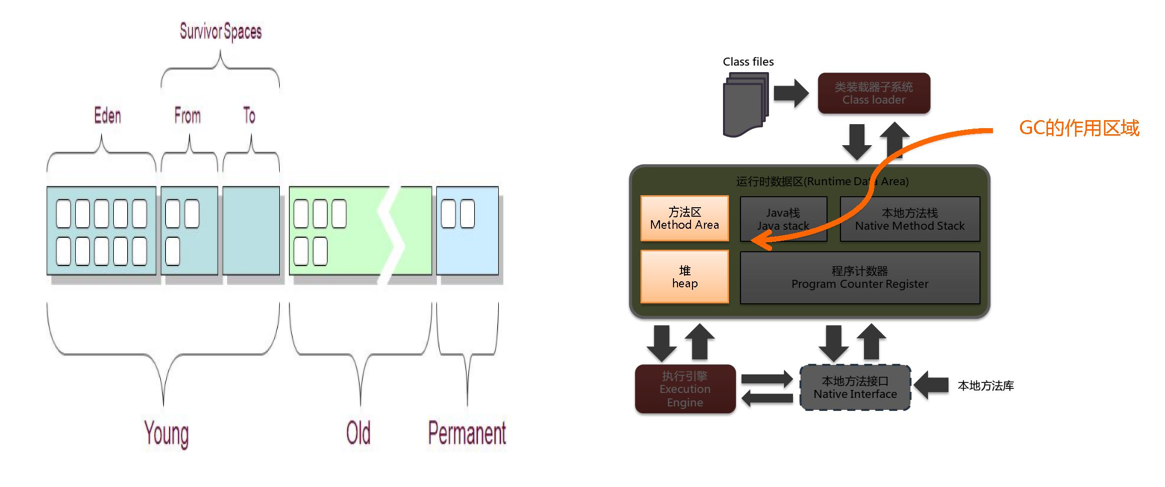 Survivor Spaces
Eden
From
To
Young
Old
Permanent
Class files
类装载器子系统
Class loader
GC的作用区域
运行时数据区(Runtime Data Area)
方法区
Method Area
Java栈
Java stack
本地方法栈
Native Method Stack
堆
heap
程序计数器
Program Counter Register
执行引擎
Execution
Engine
本地方法接口
Native Interface
本地方法库